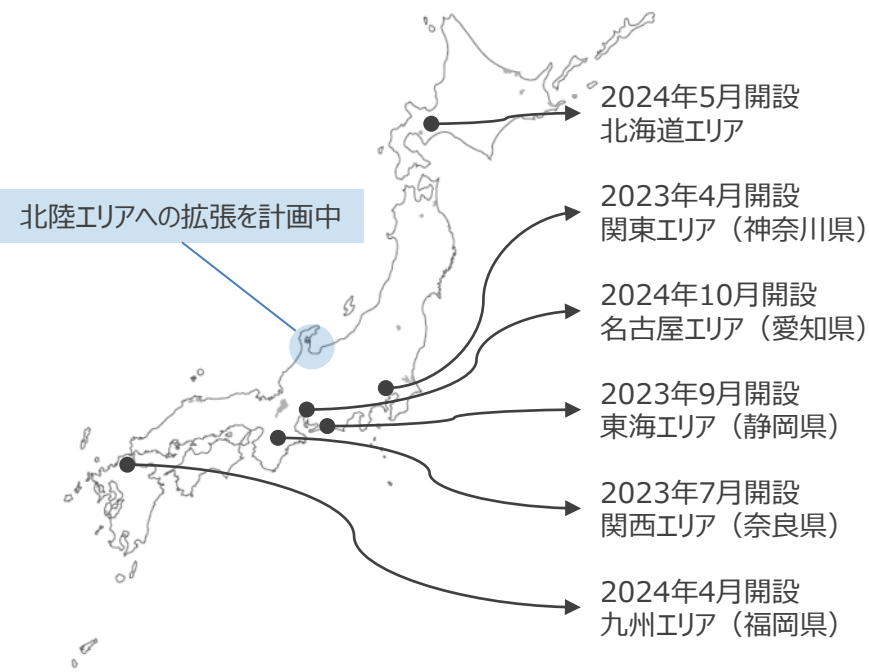 2024年5月開設
北海道エリア
北陸エリアへの拡張を計画中
2023年4月開設
関東エリア（神奈川県）
2024年10月開設
名古屋エリア（愛知県）
2023年9月開設
東海エリア（静岡県）
2023年7月開設
関西エリア（奈良県）
2024年4月開設
九州エリア（福岡県）